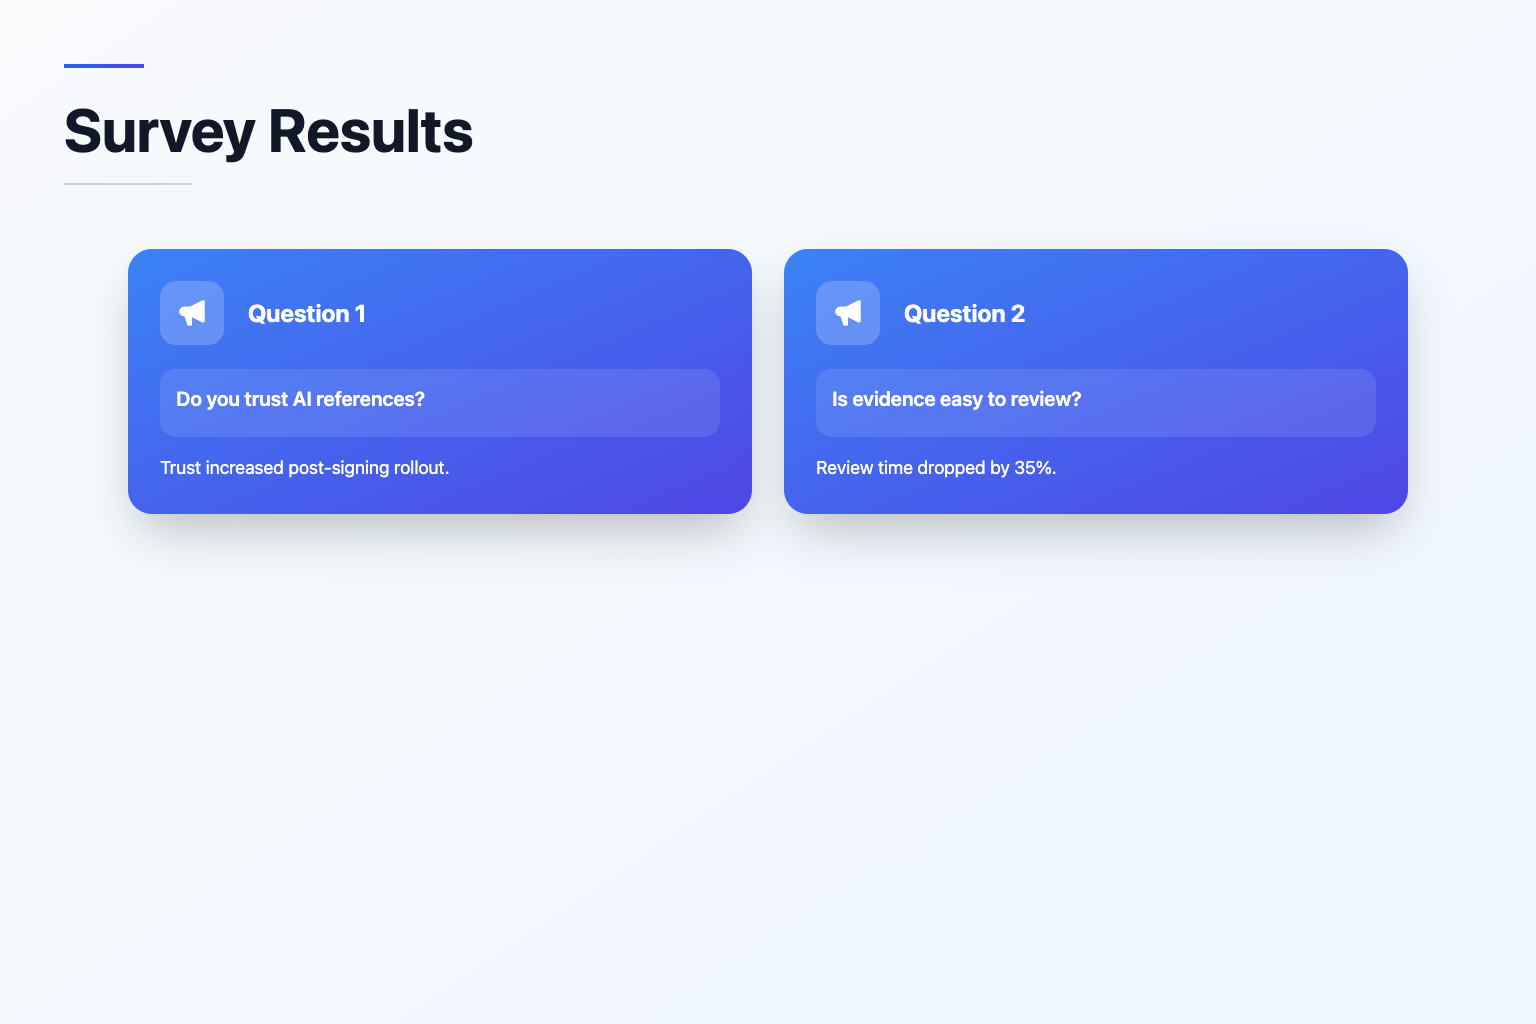 Survey Results
Question 1
Do you trust AI references?
Trust increased post-signing rollout.
Question 2
Is evidence easy to review?
Review time dropped by 35%.